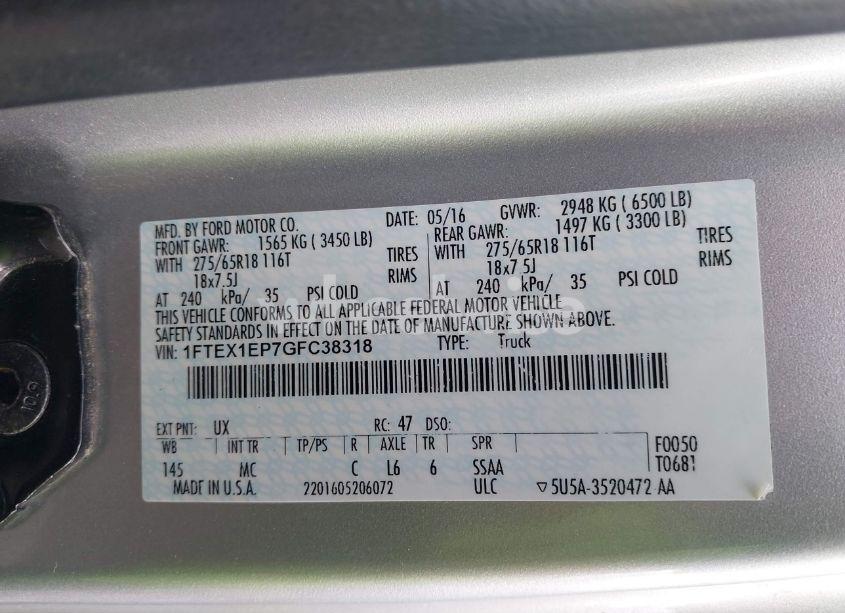 MFD. BY FORD MOTOR CO. DATE: 05/16 GVWR: 2948 KG ( 6500 LB)
FRONT GAWR: 1565 KG ( 3450 LB) REAR GAWR: 1497 KG ( 3300 LB)
WITH 275/65R18 116T TIRES WITH 275/65R18 116T TIRES
18x7.5J RIMS 18x7.5J RIMS
AT 240 kPa/ 35 PSI COLD AT 240 kPa/ 35 PSI COLD
THIS VEHICLE CONFORMS TO ALL APPLICABLE FEDERAL MOTOR VEHICLE
SAFETY STANDARDS IN EFFECT ON THE DATE OF MANUFACTURE SHOWN ABOVE.
VIN: 1FTEX1EP7GFC38318 TYPE: Truck
EXT PNT: UX RC: 47 DSO:
WB INT TR TP/PS R AXLE TR SPR F0050
145 MC C L6 6 SSAA T0681
MADE IN U.S.A. 2201605206072 ULC ▽5U5A-3520472 AA
10.9